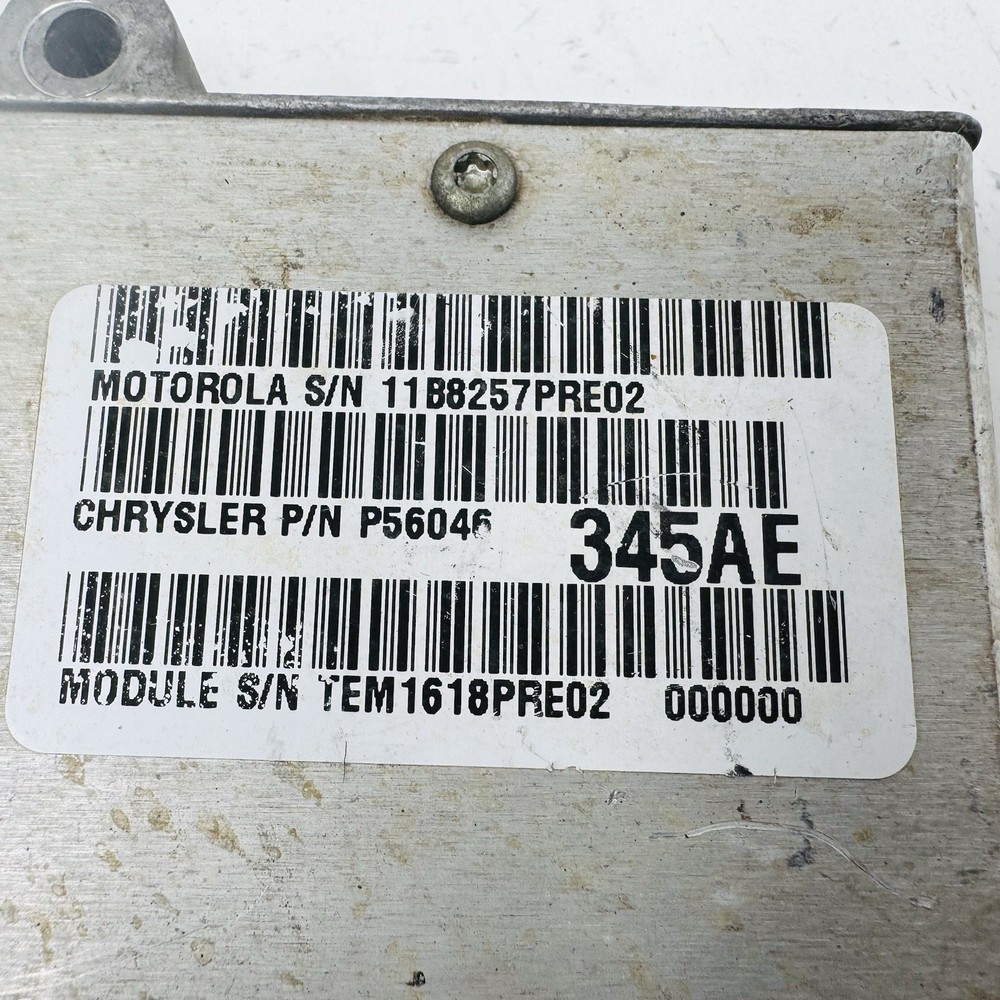 MOTOROLA S/N 11B8257PRE02
CHRYSLER P/N P56046 345AE
MODULE S/N TEM1618PRE02 000000